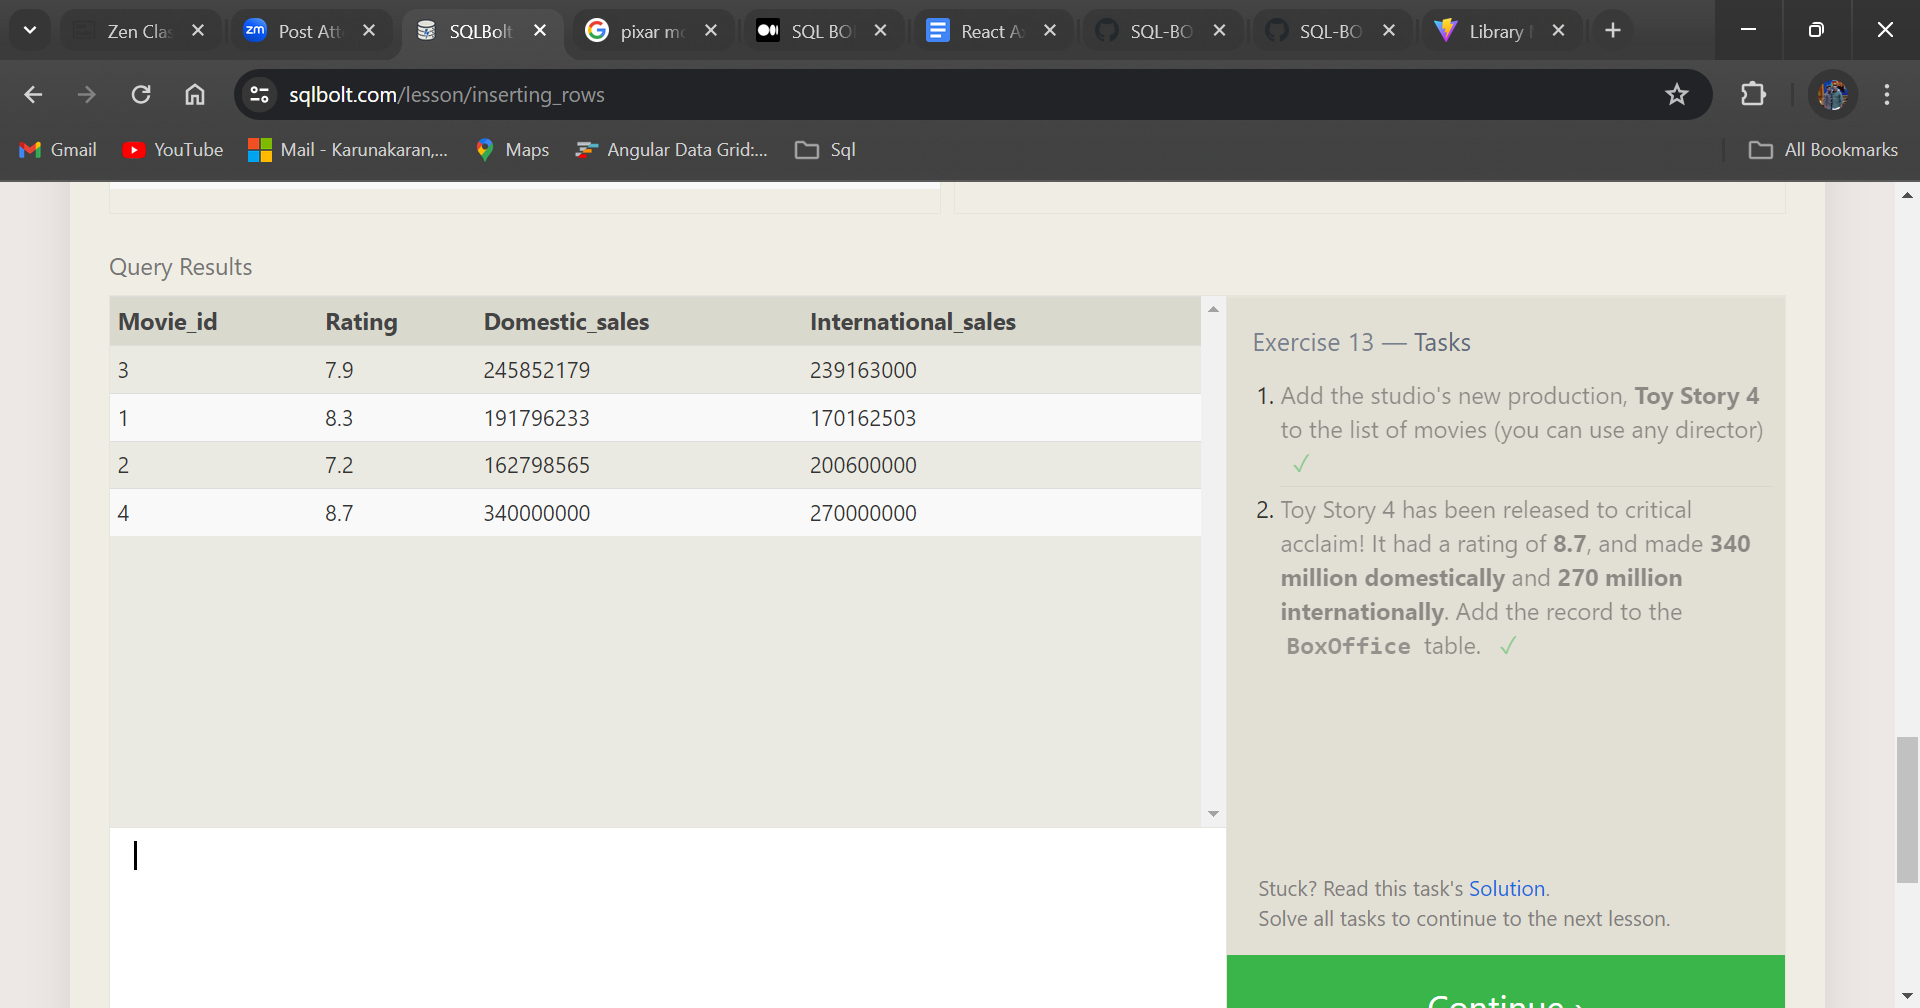 Zen Cla
Post Att
SQLBolt
pixar mo
SQL BO
React A
SQL-BO
SQL-BO
Library
sqlbolt.com/lesson/inserting_rows
Gmail
YouTube
Mail - Karunakaran,...
Maps
Angular Data Grid:...
Sql
All Bookmarks
Query Results
Movie_id Rating Domestic_sales International_sales
3 7.9 245852179 239163000
1 8.3 191796233 170162503
2 7.2 162798565 200600000
4 8.7 340000000 270000000
Exercise 13 — Tasks
1. Add the studio's new production, Toy Story 4
to the list of movies (you can use any director)
✓
2. Toy Story 4 has been released to critical
acclaim! It had a rating of 8.7, and made 340
million domestically and 270 million
internationally. Add the record to the
BoxOffice table. ✓
Stuck? Read this task's Solution.
Solve all tasks to continue to the next lesson.
Continue ›